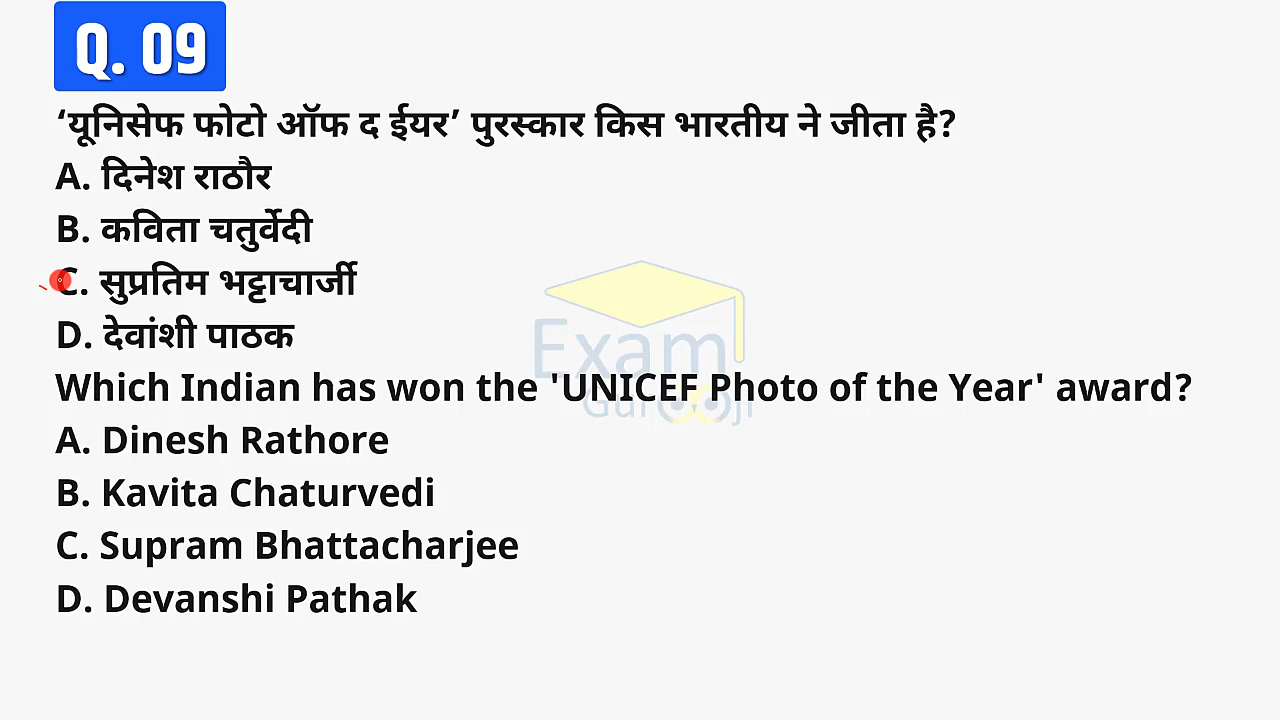 Q. 09
‘यूनिसेफ फोटो ऑफ द ईयर’ पुरस्कार किस भारतीय ने जीता है?
A. दिनेश राठौर
B. कविता चतुर्वेदी
C. सुप्रतिम भट्टाचार्जी
D. देवांशी पाठक
Which Indian has won the 'UNICEF Photo of the Year' award?
A. Dinesh Rathore
B. Kavita Chaturvedi
C. Supram Bhattacharjee
D. Devanshi Pathak
Exam
Gurooji